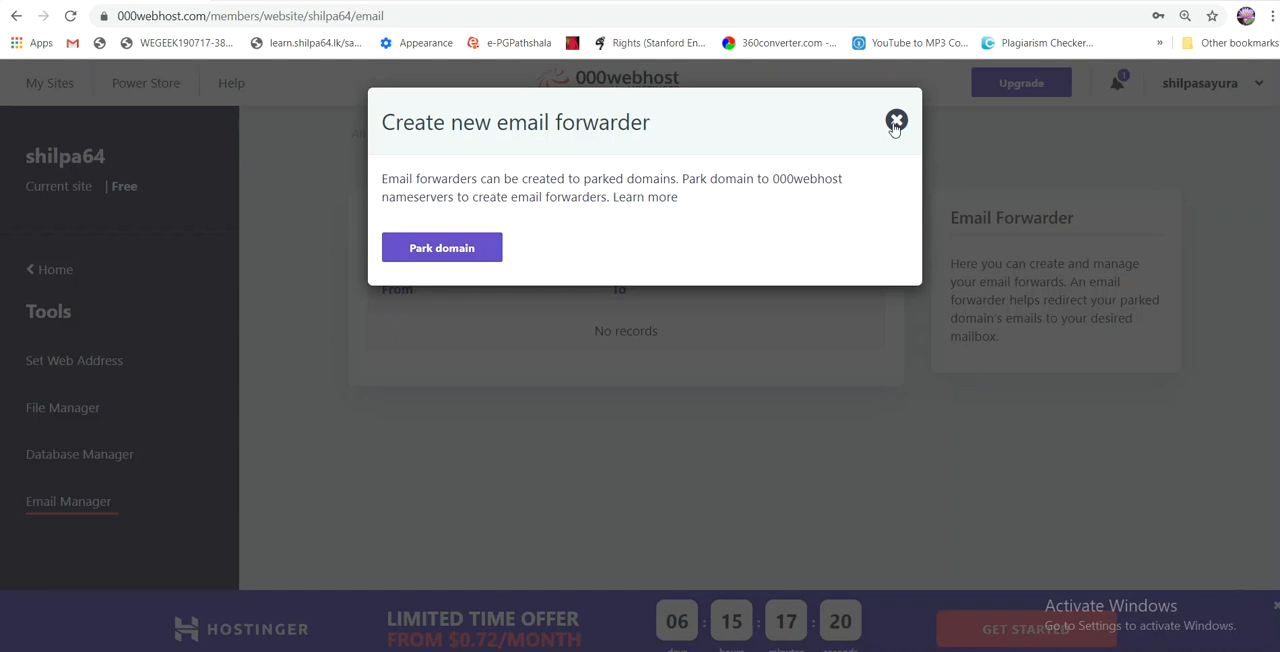 000webhost.com/members/website/shilpa64/email
Apps WEGEEK190717-38... learn.shilpa64.lk/sa... Appearance e-PGPathshala Rights (Stanford En... 360converter.com -... YouTube to MP3 Co... Plagiarism Checker... » Other bookmarks
My Sites Power Store Help 000webhost Upgrade 1 shilpasayura
Create new email forwarder
shilpa64
Current site | Free
Email forwarders can be created to parked domains. Park domain to 000webhost
nameservers to create email forwarders. Learn more
Park domain
From To
No records
Email Forwarder
Here you can create and manage
your email forwards. An email
forwarder helps redirect your parked
domain's emails to your desired
mailbox.
Home
Tools
Set Web Address
File Manager
Database Manager
Email Manager
HOSTINGER
LIMITED TIME OFFER
FROM $0.72/MONTH
06 : 15 : 17 : 20
GET STARTED
Activate Windows
Go to Settings to activate Windows.